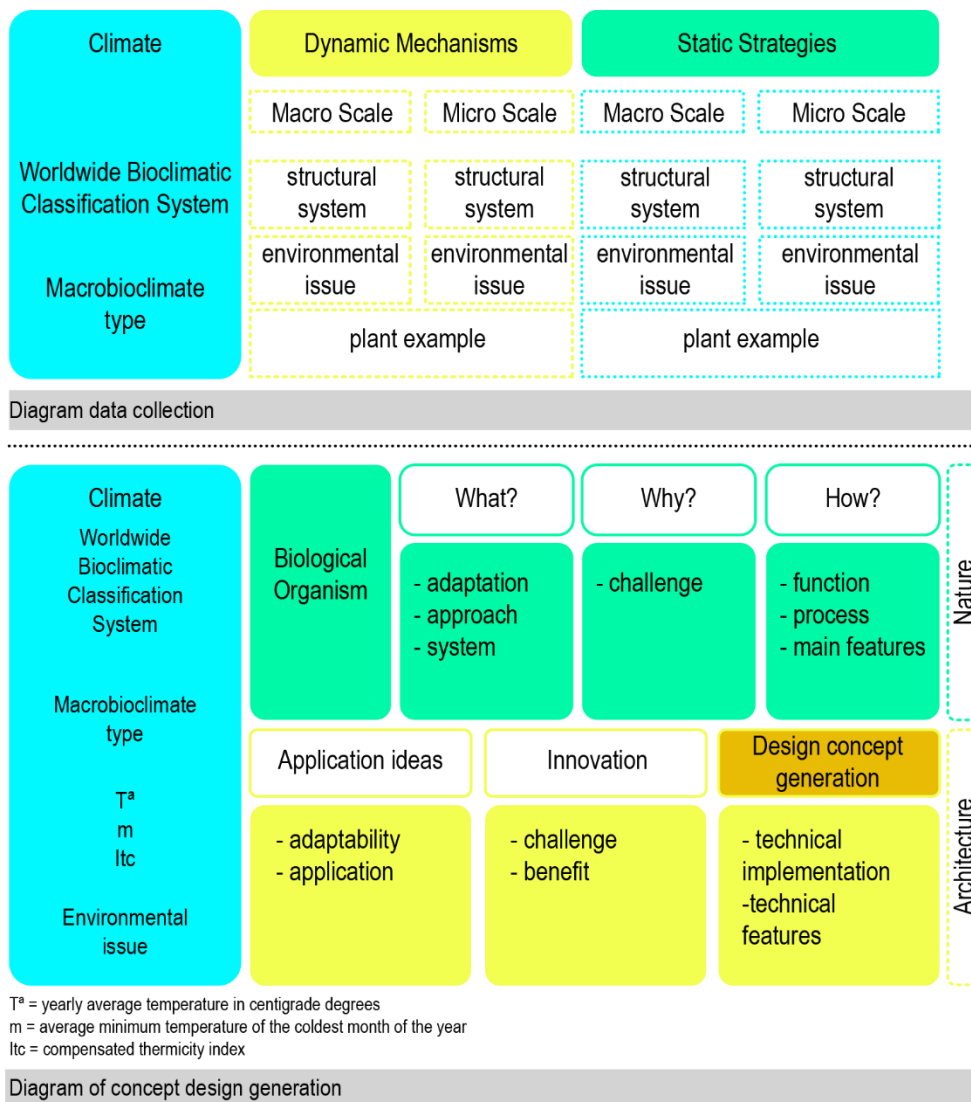 Climate
Dynamic Mechanisms
Static Strategies
Macro Scale
Micro Scale
Macro Scale
Micro Scale
Worldwide Bioclimatic
Classification System
structural
system
structural
system
structural
system
structural
system
Macrobioclimate
type
environmental
issue
environmental
issue
environmental
issue
environmental
issue
plant example
plant example
Diagram data collection
Climate
Worldwide
Bioclimatic
Classification
System
Macrobioclimate
type
Tª
m
Itc
Environmental
issue
Biological
Organism
What?
Why?
How?
- adaptation
- approach
- system
- challenge
- function
- process
- main features
Nature
Application ideas
Innovation
Design concept
generation
- adaptability
- application
- challenge
- benefit
- technical
implementation
-technical
features
Architecture
Tª = yearly average temperature in centigrade degrees
m = average minimum temperature of the coldest month of the year
Itc = compensated thermicity index
Diagram of concept design generation